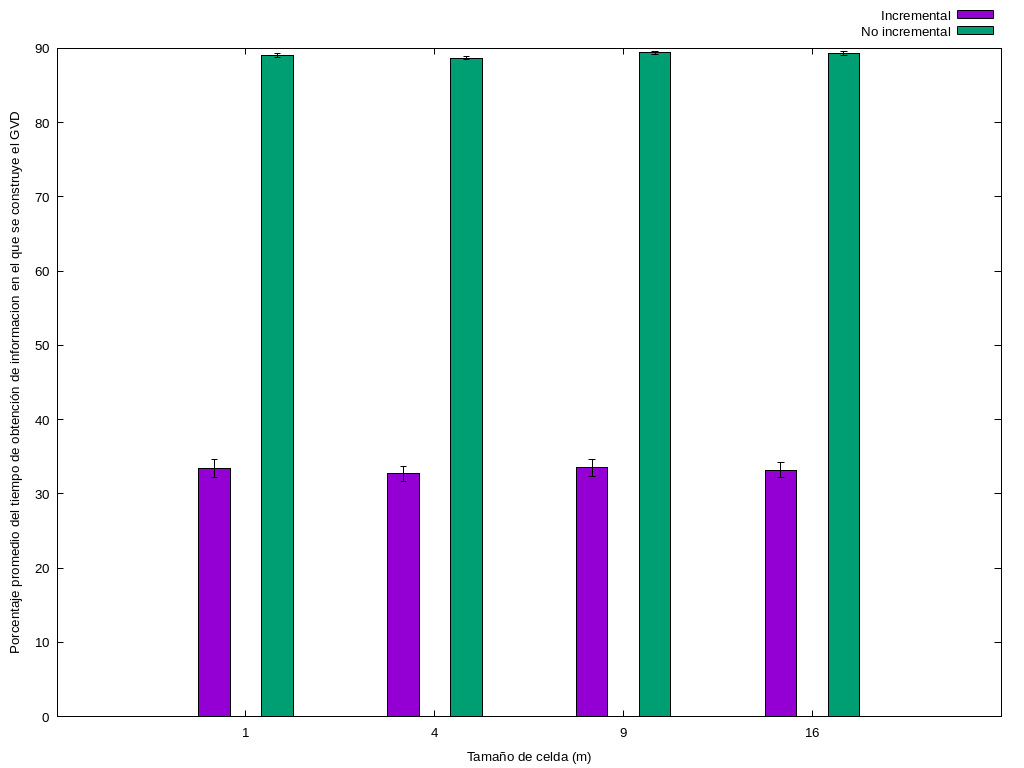 Incremental
No incremental
90
80
70
60
50
40
30
20
10
0
Porcentaje promedio del tiempo de obtención de informacion en el que se construye el GVD
1 4 9 16
Tamaño de celda (m)